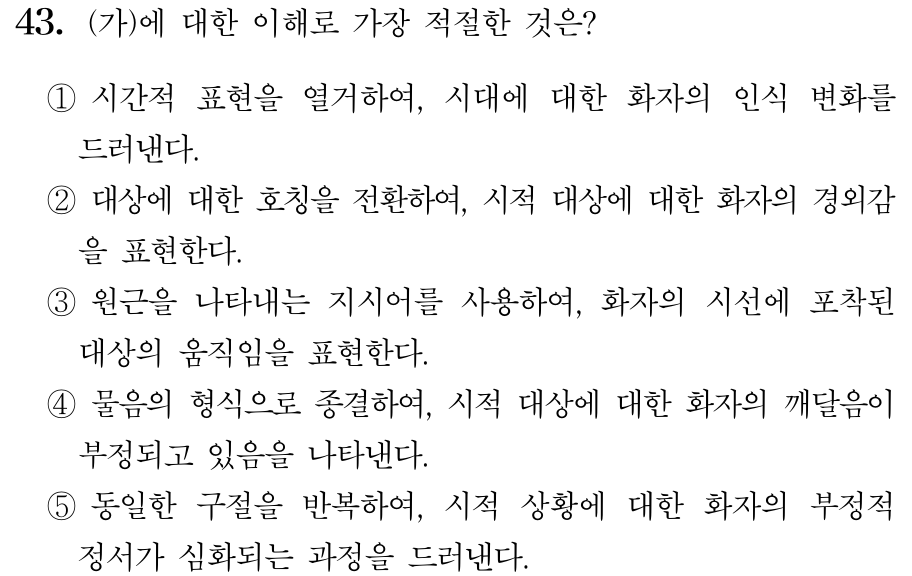 43. (가)에 대한 이해로 가장 적절한 것은?
① 시간적 표현을 열거하여, 시대에 대한 화자의 인식 변화를
드러낸다.
② 대상에 대한 호칭을 전환하여, 시적 대상에 대한 화자의 경외감
을 표현한다.
③ 원근을 나타내는 지시어를 사용하여, 화자의 시선에 포착된
대상의 움직임을 표현한다.
④ 물음의 형식으로 종결하여, 시적 대상에 대한 화자의 깨달음이
부정되고 있음을 나타낸다.
⑤ 동일한 구절을 반복하여, 시적 상황에 대한 화자의 부정적
정서가 심화되는 과정을 드러낸다.